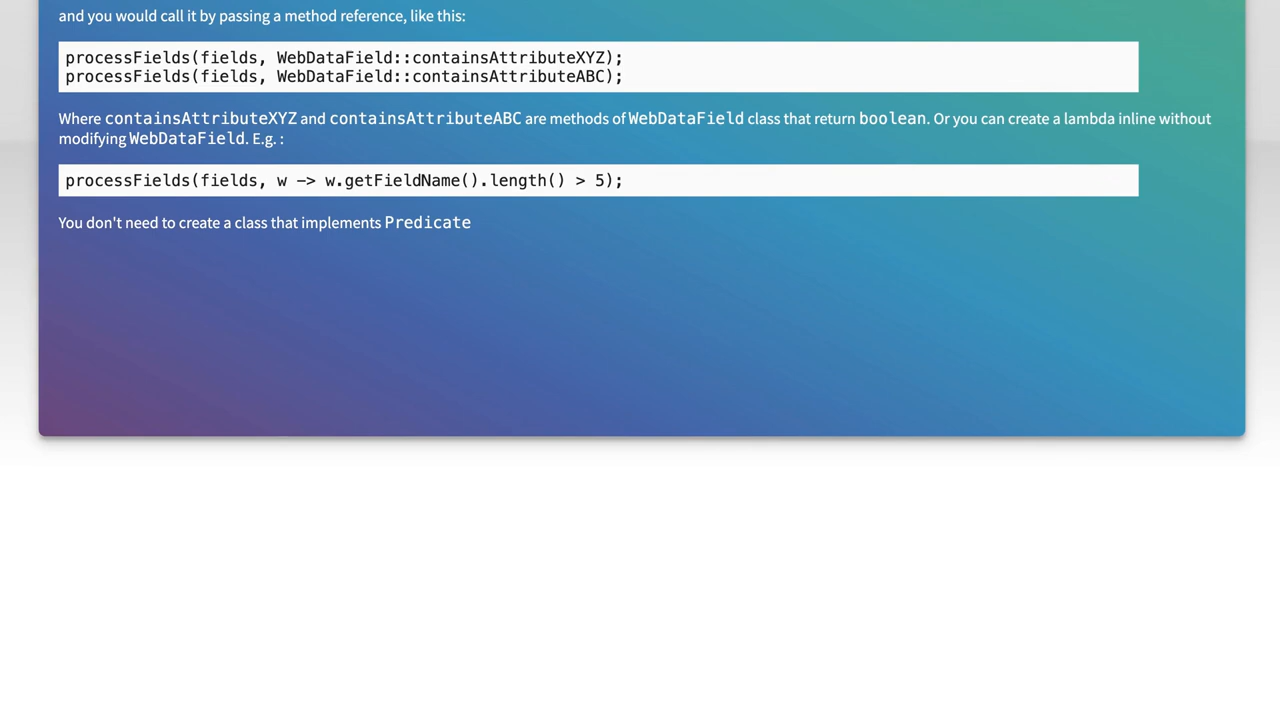 and you would call it by passing a method reference, like this:
processFields(fields, WebDataField::containsAttributeXYZ);
processFields(fields, WebDataField::containsAttributeABC);
Where containsAttributeXYZ and containsAttributeABC are methods of WebDataField class that return boolean. Or you can create a lambda inline without
modifying WebDataField. E.g. :
processFields(fields, w -> w.getFieldName().length() > 5);
You don't need to create a class that implements Predicate